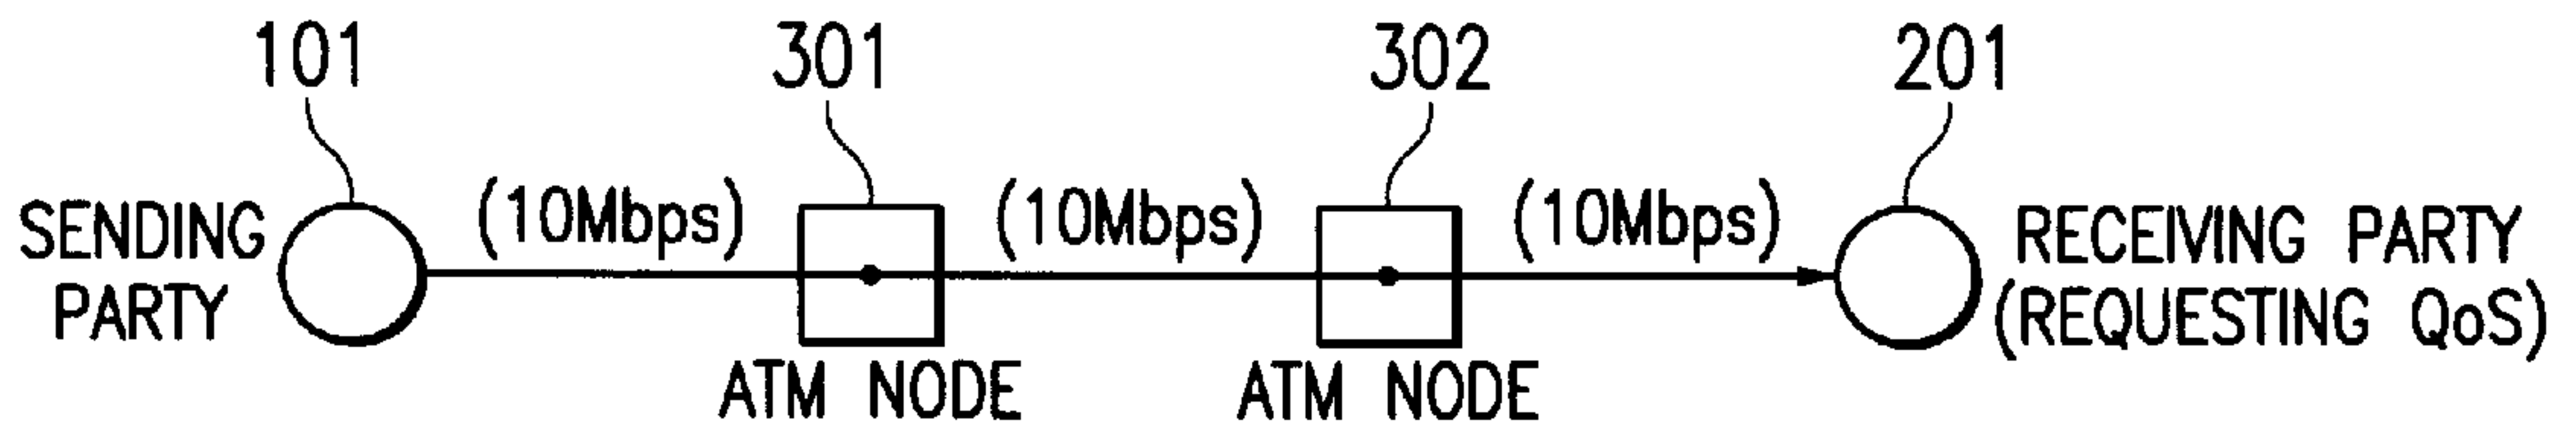 101 301 302 201
(10Mbps) (10Mbps) (10Mbps)
SENDING PARTY
RECEIVING PARTY
(REQUESTING QoS)
ATM NODE ATM NODE